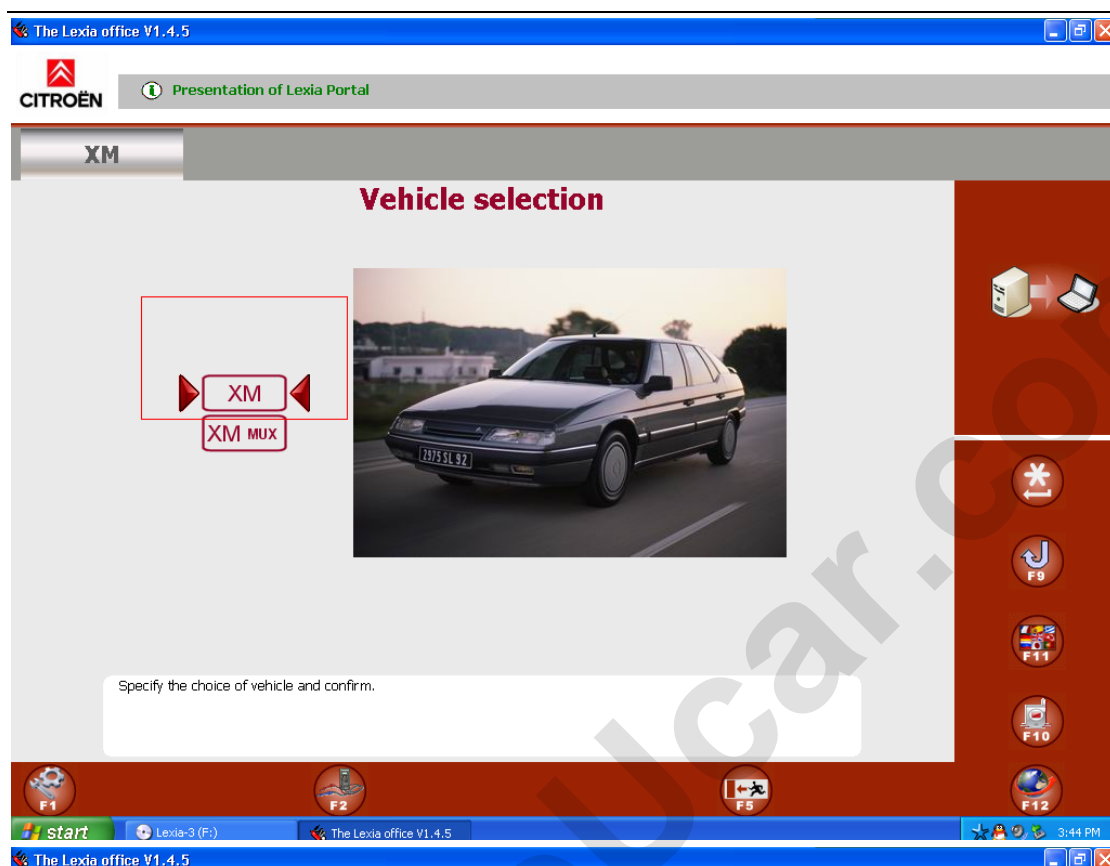 The Lexia office V1.4.5
CITROËN
Presentation of Lexia Portal
XM
Vehicle selection
XM
XM MUX
2975 SL 92
F9
F11
Specify the choice of vehicle and confirm.
F10
F1
F2
F5
F12
start
Lexia-3 (F:)
The Lexia office V1.4.5
3:44 PM
The Lexia office V1.4.5